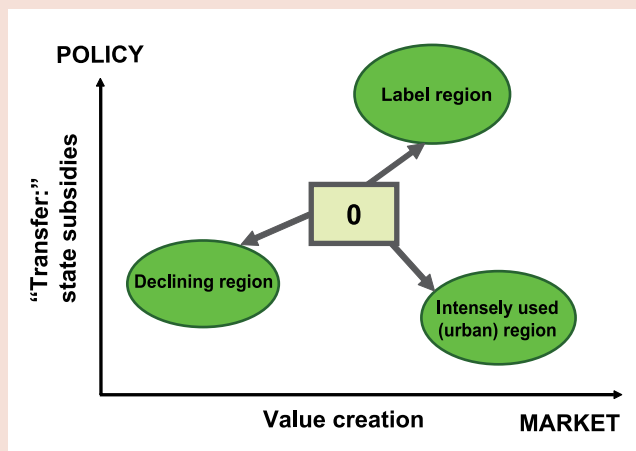 POLICY
Label region
"Transfer:"
state subsidies
0
Declining region
Intensely used
(urban) region
Value creation
MARKET